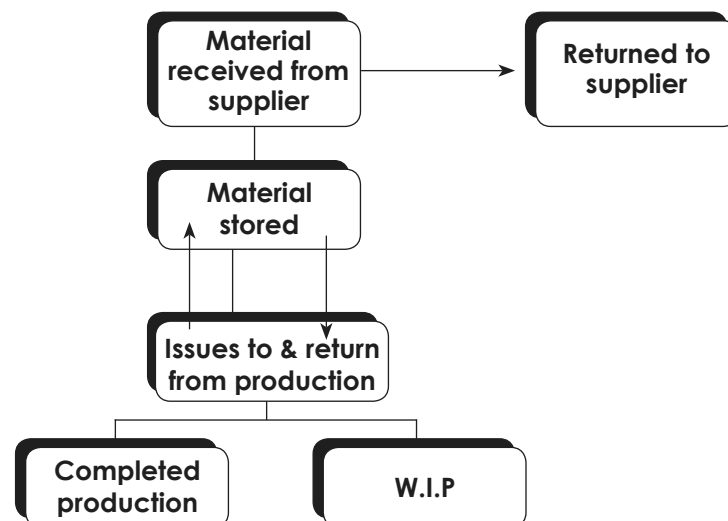 Material
received from
supplier
Returned to
supplier
Material
stored
Issues to & return
from production
Completed
production
W.I.P